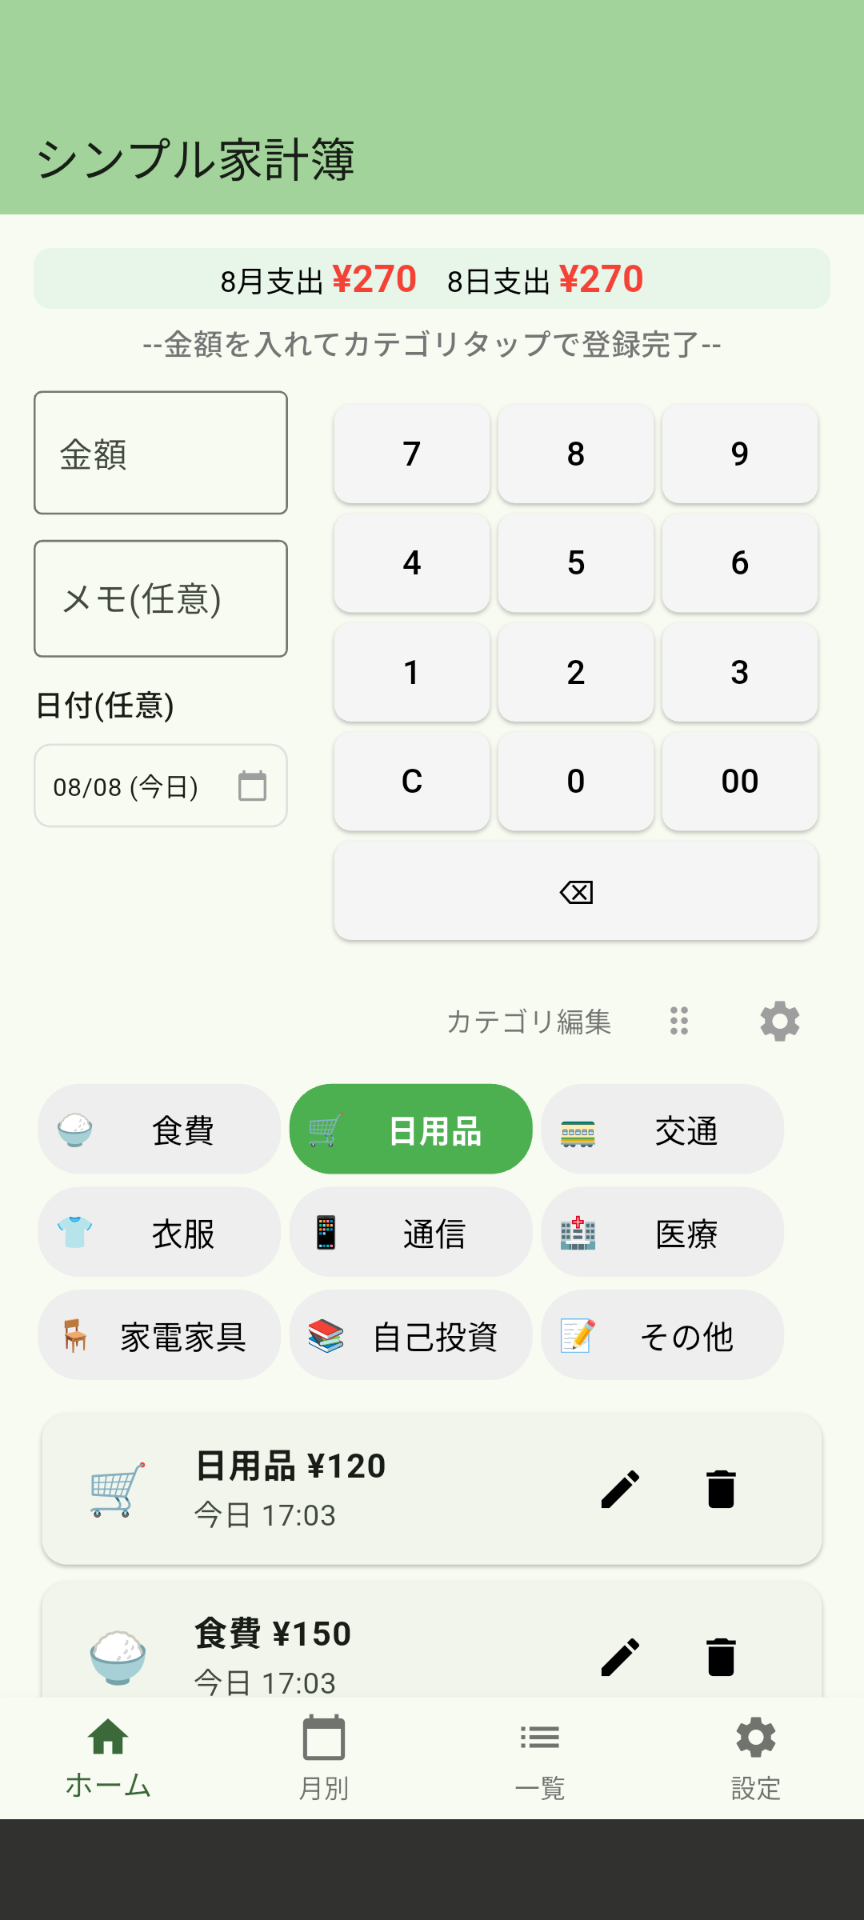 シンプル家計簿
8月支出 ¥270 8日支出 ¥270
--金額を入れてカテゴリタップで登録完了--
金額
メモ(任意)
日付(任意)
08/08 (今日)
7 8 9
4 5 6
1 2 3
C 0 00
カテゴリ編集
食費 日用品 交通
衣服 通信 医療
家電家具 自己投資 その他
日用品 ¥120
今日 17:03
食費 ¥150
今日 17:03
ホーム 月別 一覧 設定